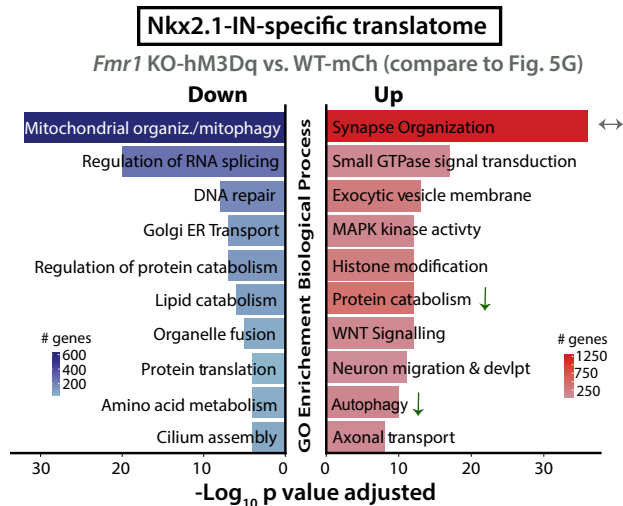 Nkx2.1-IN-specific translatome
Fmr1 KO-hM3Dq vs. WT-mCh (compare to Fig. 5G)
Down
Up
Mitochondrial organiz./mitophagy
Regulation of RNA splicing
DNA repair
Golgi ER Transport
Regulation of protein catabolism
Lipid catabolism
Organelle fusion
Protein translation
Amino acid metabolism
Cilium assembly
# genes
600
400
200
GO Enrichement Biological Process
Synapse Organization
↔
Small GTPase signal transduction
Exocytic vesicle membrane
MAPK kinase activty
Histone modification
Protein catabolism ↓
WNT Signalling
Neuron migration & devlpt
Autophagy ↓
Axonal transport
# genes
1250
750
250
30 20 10 0
0 10 20 30
-Log10 p value adjusted